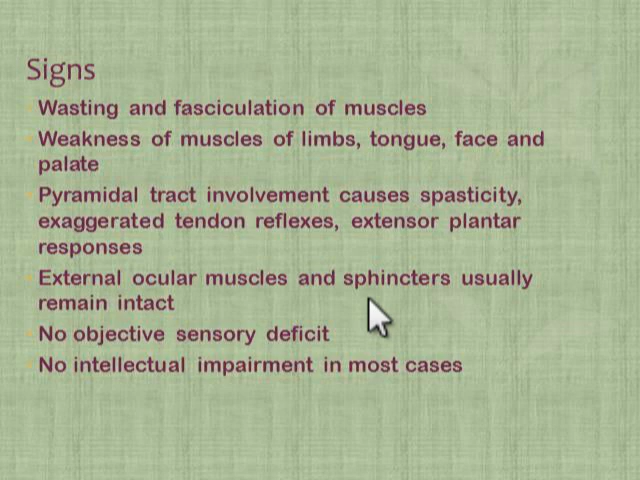 Signs
Wasting and fasciculation of muscles
Weakness of muscles of limbs, tongue, face and
palate
Pyramidal tract involvement causes spasticity,
exaggerated tendon reflexes, extensor plantar
responses
External ocular muscles and sphincters usually
remain intact
No objective sensory deficit
No intellectual impairment in most cases